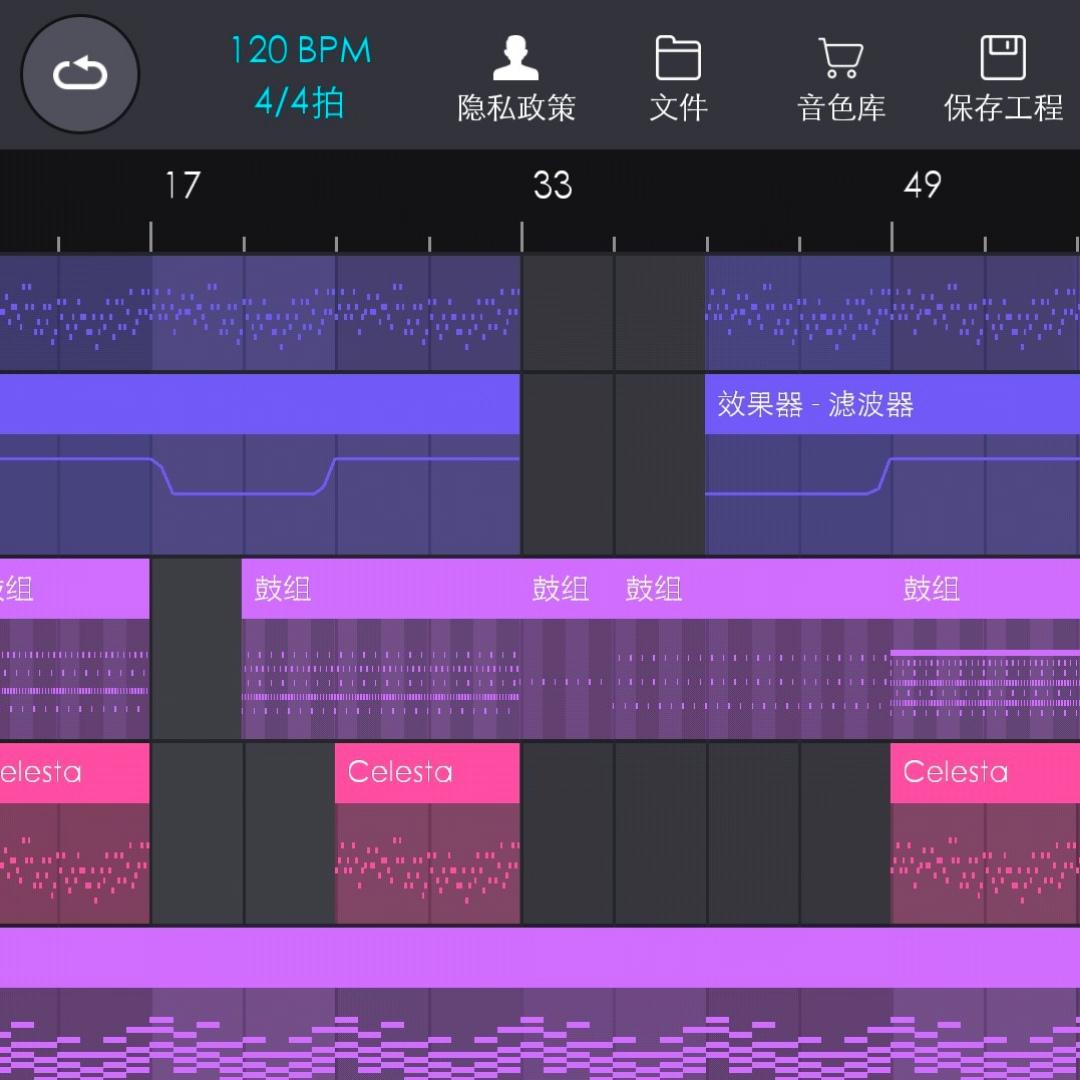 120 BPM
4/4拍
隐私政策
文件
音色库
保存工程
17
33
49
效果器 - 滤波器
组
鼓组
鼓组
鼓组
鼓组
elesta
Celesta
Celesta